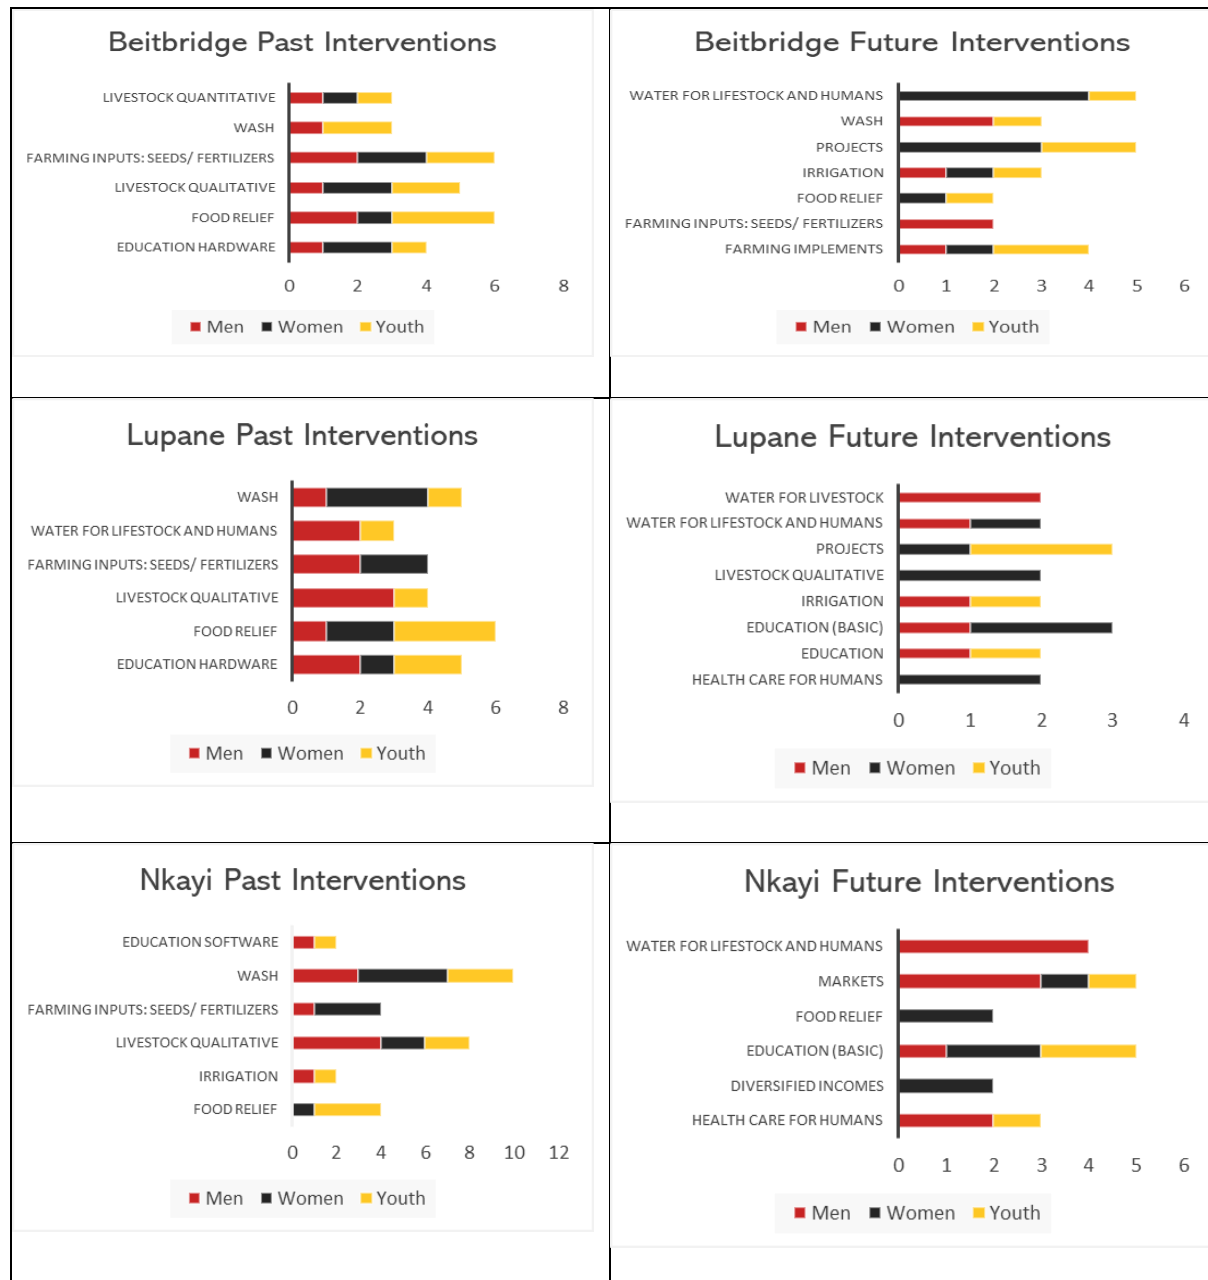 Beitbridge Past Interventions
LIVESTOCK QUANTITATIVE
WASH
FARMING INPUTS: SEEDS/ FERTILIZERS
LIVESTOCK QUALITATIVE
FOOD RELIEF
EDUCATION HARDWARE
0 2 4 6 8
Men Women Youth
Beitbridge Future Interventions
WATER FOR LIFESTOCK AND HUMANS
WASH
PROJECTS
IRRIGATION
FOOD RELIEF
FARMING INPUTS: SEEDS/ FERTILIZERS
FARMING IMPLEMENTS
0 1 2 3 4 5 6
Men Women Youth
Lupane Past Interventions
WASH
WATER FOR LIFESTOCK AND HUMANS
FARMING INPUTS: SEEDS/ FERTILIZERS
LIVESTOCK QUALITATIVE
FOOD RELIEF
EDUCATION HARDWARE
0 2 4 6 8
Men Women Youth
Lupane Future Interventions
WATER FOR LIVESTOCK
WATER FOR LIFESTOCK AND HUMANS
PROJECTS
LIVESTOCK QUALITATIVE
IRRIGATION
EDUCATION (BASIC)
EDUCATION
HEALTH CARE FOR HUMANS
0 1 2 3 4
Men Women Youth
Nkayi Past Interventions
EDUCATION SOFTWARE
WASH
FARMING INPUTS: SEEDS/ FERTILIZERS
LIVESTOCK QUALITATIVE
IRRIGATION
FOOD RELIEF
0 2 4 6 8 10 12
Men Women Youth
Nkayi Future Interventions
WATER FOR LIFESTOCK AND HUMANS
MARKETS
FOOD RELIEF
EDUCATION (BASIC)
DIVERSIFIED INCOMES
HEALTH CARE FOR HUMANS
0 1 2 3 4 5 6
Men Women Youth